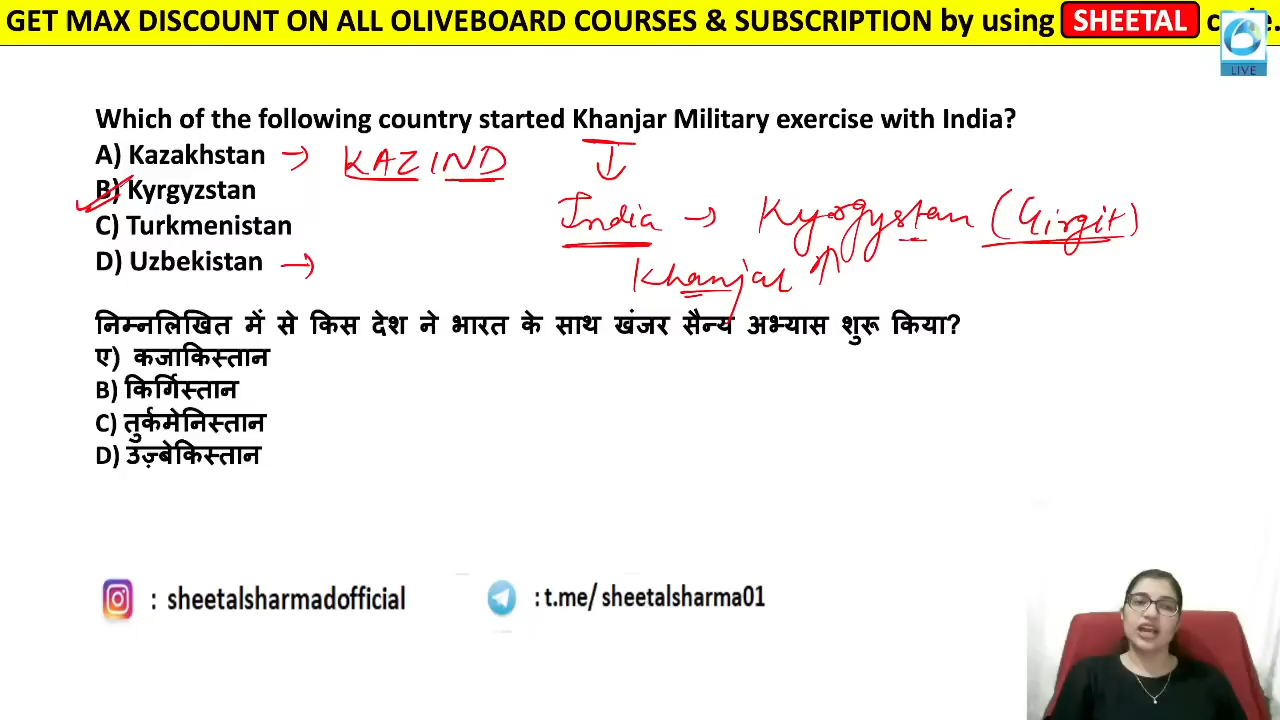 GET MAX DISCOUNT ON ALL OLIVEBOARD COURSES & SUBSCRIPTION by using SHEETAL
LIVE
Which of the following country started Khanjar Military exercise with India?
A) Kazakhstan → KAZIND ↓
B) Kyrgyzstan
India → Kyorgystan (Girgit)
C) Turkmenistan
D) Uzbekistan →
Khanjar
निम्नलिखित में से किस देश ने भारत के साथ खंजर सैन्य अभ्यास शुरू किया?
ए) कजाकिस्तान
B) किर्गिस्तान
C) तुर्कमेनिस्तान
D) उज़्बेकिस्तान
: sheetalsharmadofficial
: t.me/ sheetalsharma01